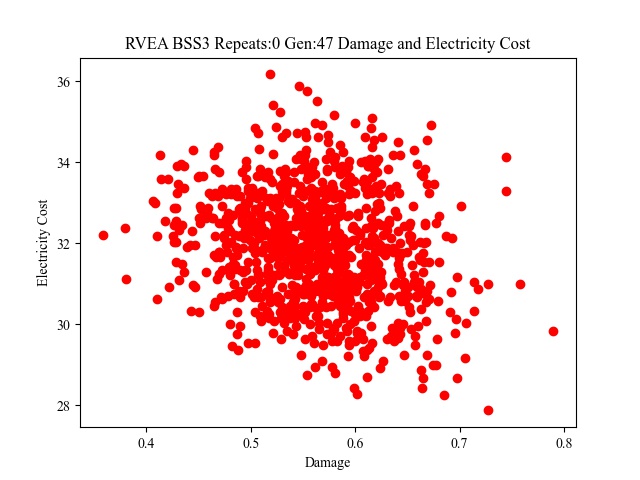 RVEA BSS3 Repeats:0 Gen:47 Damage and Electricity Cost
36
34
32
30
28
Electricity Cost
0.4 0.5 0.6 0.7 0.8
Damage